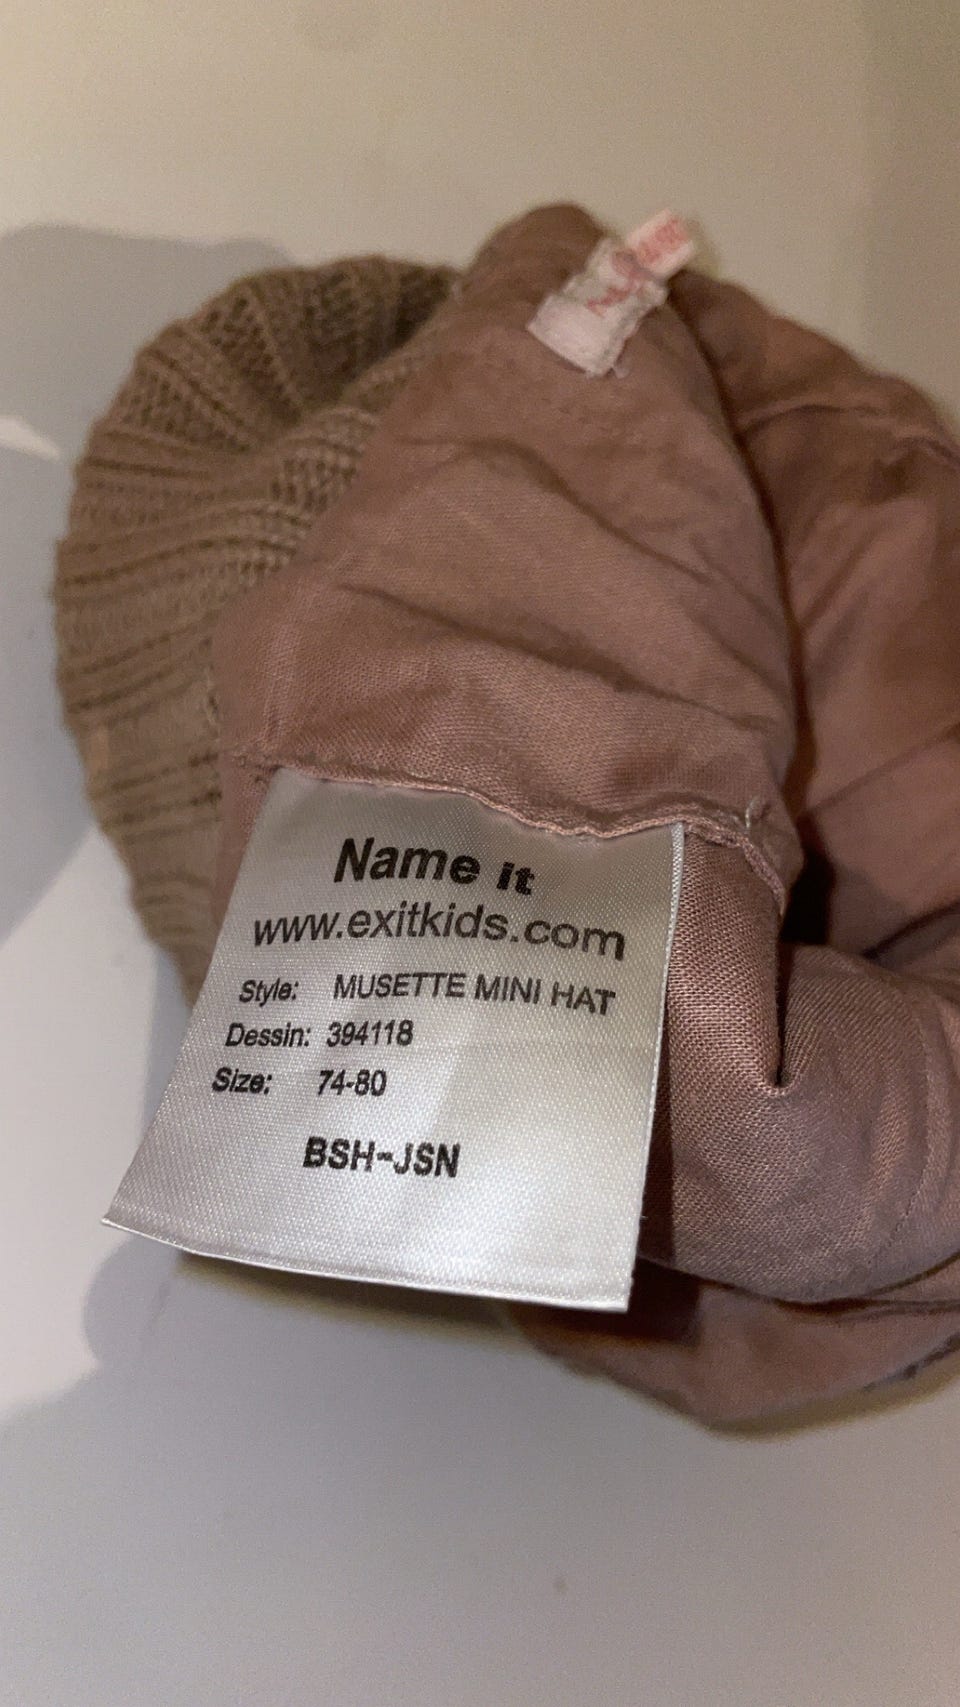 Name it
www.exitkids.com
Style: MUSETTE MINI HAT
Dessin: 394118
Size: 74-80
BSH-JSN